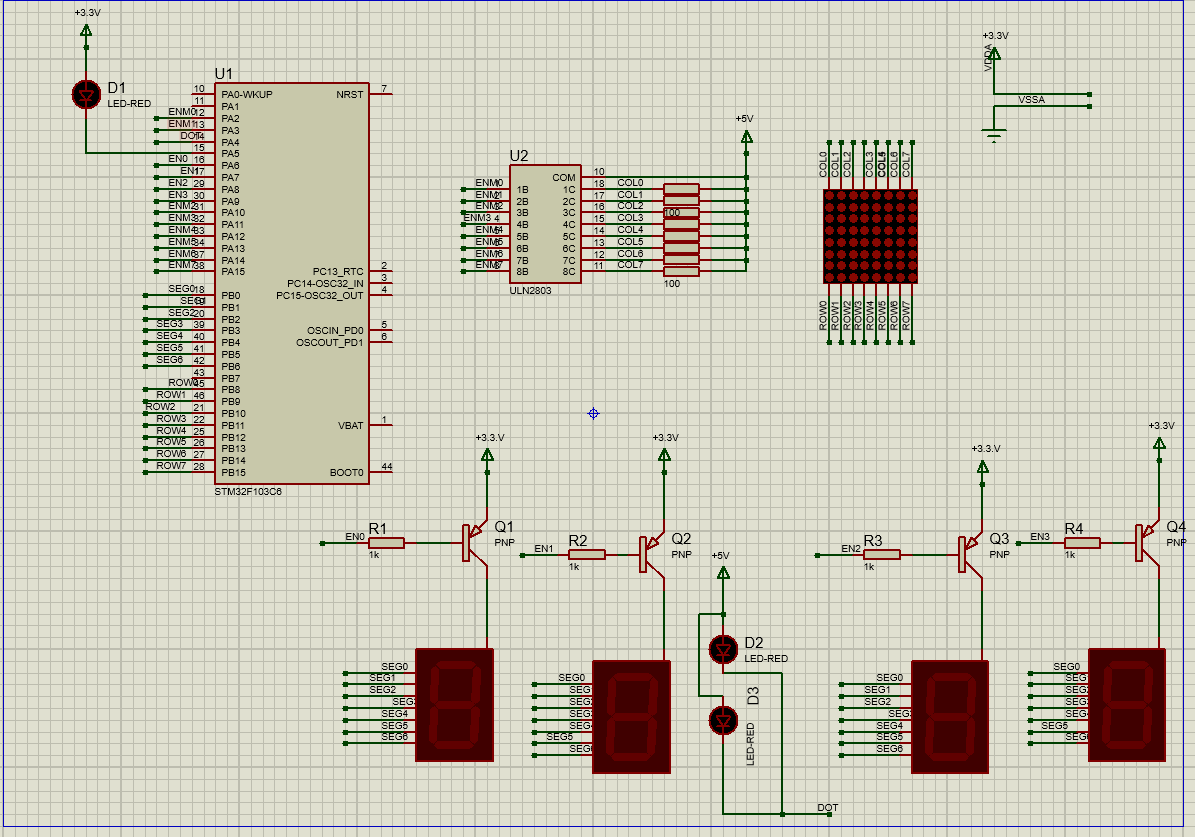 +3.3V
D1
LED-RED
U1
10 PA0-WKUP
11 PA1
ENM0 12 PA2
ENM1 13 PA3
DOT 14 PA4
15 PA5
EN0 16 PA6
EN1 17 PA7
EN2 29 PA8
EN3 30 PA9
ENM2 31 PA10
ENM3 32 PA11
ENM4 33 PA12
ENM5 34 PA13
ENM6 37 PA14
ENM7 38 PA15
SEG0 18 PB0
SEG1 19 PB1
SEG2 20 PB2
SEG3 39 PB3
SEG4 40 PB4
SEG5 41 PB5
SEG6 42 PB6
43 PB7
ROW0 45 PB8
ROW1 46 PB9
ROW2 21 PB10
ROW3 22 PB11
ROW4 25 PB12
ROW5 26 PB13
ROW6 27 PB14
ROW7 28 PB15
NRST 7
PC13_RTC 2
PC14-OSC32_IN 3
PC15-OSC32_OUT 4
OSCIN_PD0 5
OSCOUT_PD1 6
VBAT 1
BOOT0 44
STM32F103C6
U2
+5V
COM 10
ENM0 1 1B 1C 18 COL0
ENM1 2 2B 2C 17 COL1
ENM2 3 3B 3C 16 COL2
ENM3 4 4B 4C 15 COL3
ENM4 5 5B 5C 14 COL4
ENM5 6 6B 6C 13 COL5
ENM6 7 7B 7C 12 COL6
ENM7 8 8B 8C 11 COL7
100
100
ULN2803
+3.3V
VDDA
VSSA
COL0
COL1
COL2
COL3
COL6
COL7
ROW0
ROW1
ROW2
ROW3
ROW4
ROW5
ROW6
ROW7
+3.3.V
Q1
PNP
EN0
R1
1k
SEG0
SEG1
SEG2
SEG3
SEG4
SEG5
SEG6
+3.3V
Q2
PNP
EN1
R2
1k
SEG0
SEG1
SEG2
SEG3
SEG4
SEG5
SEG6
+5V
D2
LED-RED
D3
LED-RED
DOT
+3.3.V
Q3
PNP
EN2
R3
1k
SEG0
SEG1
SEG2
SEG3
SEG4
SEG5
SEG6
+3.3V
Q4
PNP
EN3
R4
1k
SEG0
SEG1
SEG2
SEG3
SEG4
SEG5
SEG6